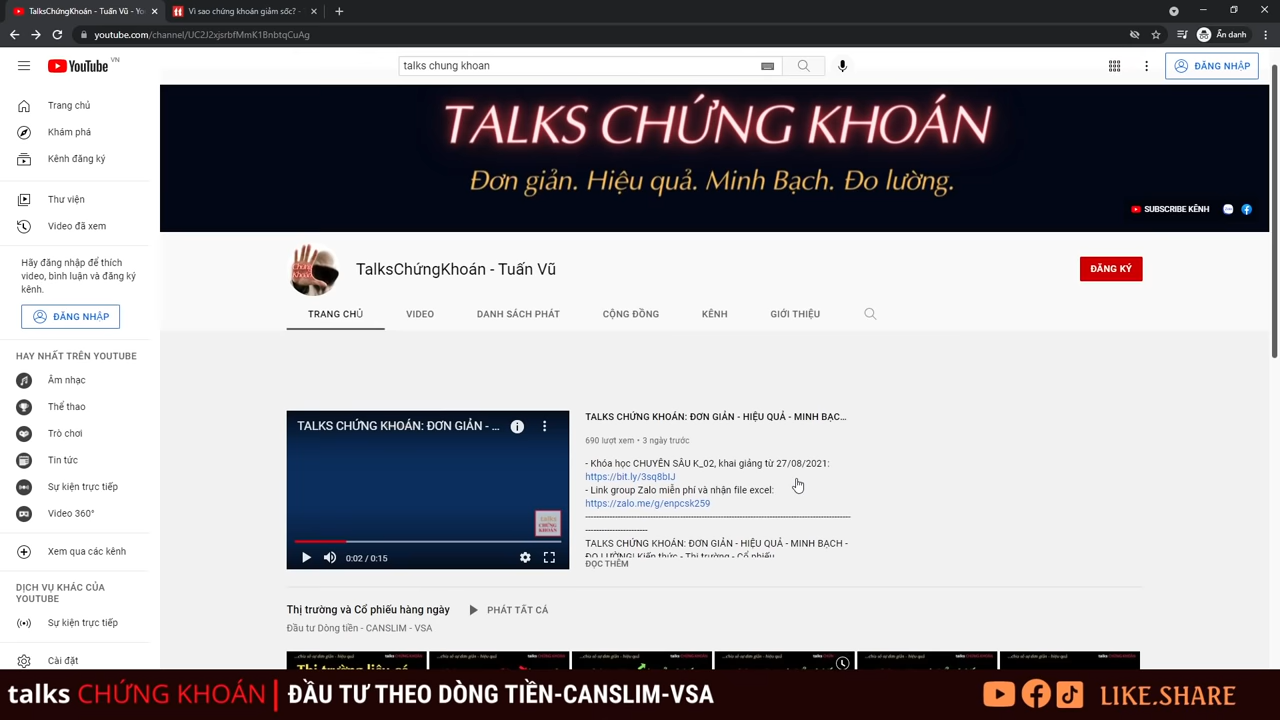 TalksChứngKhoán - Tuấn Vũ - Yo
Vì sao chứng khoán giảm sốc? -
youtube.com/channel/UC2J2xjsrbfMmK1BnbtqCuAg
Ẩn danh
YouTube VN
talks chung khoan
ĐĂNG NHẬP
Trang chủ
Khám phá
Kênh đăng ký
Thư viện
Video đã xem
Hãy đăng nhập để thích
video, bình luận và đăng ký
kênh.
ĐĂNG NHẬP
HAY NHẤT TRÊN YOUTUBE
Âm nhạc
Thể thao
Trò chơi
Tin tức
Sự kiện trực tiếp
Video 360°
Xem qua các kênh
DỊCH VỤ KHÁC CỦA
YOUTUBE
Sự kiện trực tiếp
Cài đặt
TALKS CHỨNG KHOÁN
Đơn giản. Hiệu quả. Minh Bạch. Đo lường.
SUBSCRIBE KÊNH
TalksChứngKhoán - Tuấn Vũ
ĐĂNG KÝ
TRANG CHỦ
VIDEO
DANH SÁCH PHÁT
CỘNG ĐỒNG
KÊNH
GIỚI THIỆU
TALKS CHỨNG KHOÁN: ĐƠN GIẢN - ...
0:02 / 0:15
TALKS CHỨNG KHOÁN: ĐƠN GIẢN - HIỆU QUẢ - MINH BẠC...
690 lượt xem • 3 ngày trước
- Khóa học CHUYÊN SÂU K_02, khai giảng từ 27/08/2021:
https://bit.ly/3sq8bIJ
- Link group Zalo miễn phí và nhận file excel:
https://zalo.me/g/enpcsk259
TALKS CHỨNG KHOÁN: ĐƠN GIẢN - HIỆU QUẢ - MINH BẠCH -
ĐO LƯỜNG! Kiến thức - Thị trường - Cổ phiếu
ĐỌC THÊM
Thị trường và Cổ phiếu hàng ngày
PHÁT TẤT CẢ
Đầu tư Dòng tiền - CANSLIM - VSA
talks CHỨNG KHOÁN | ĐẦU TƯ THEO DÒNG TIỀN-CANSLIM-VSA
LIKE.SHARE